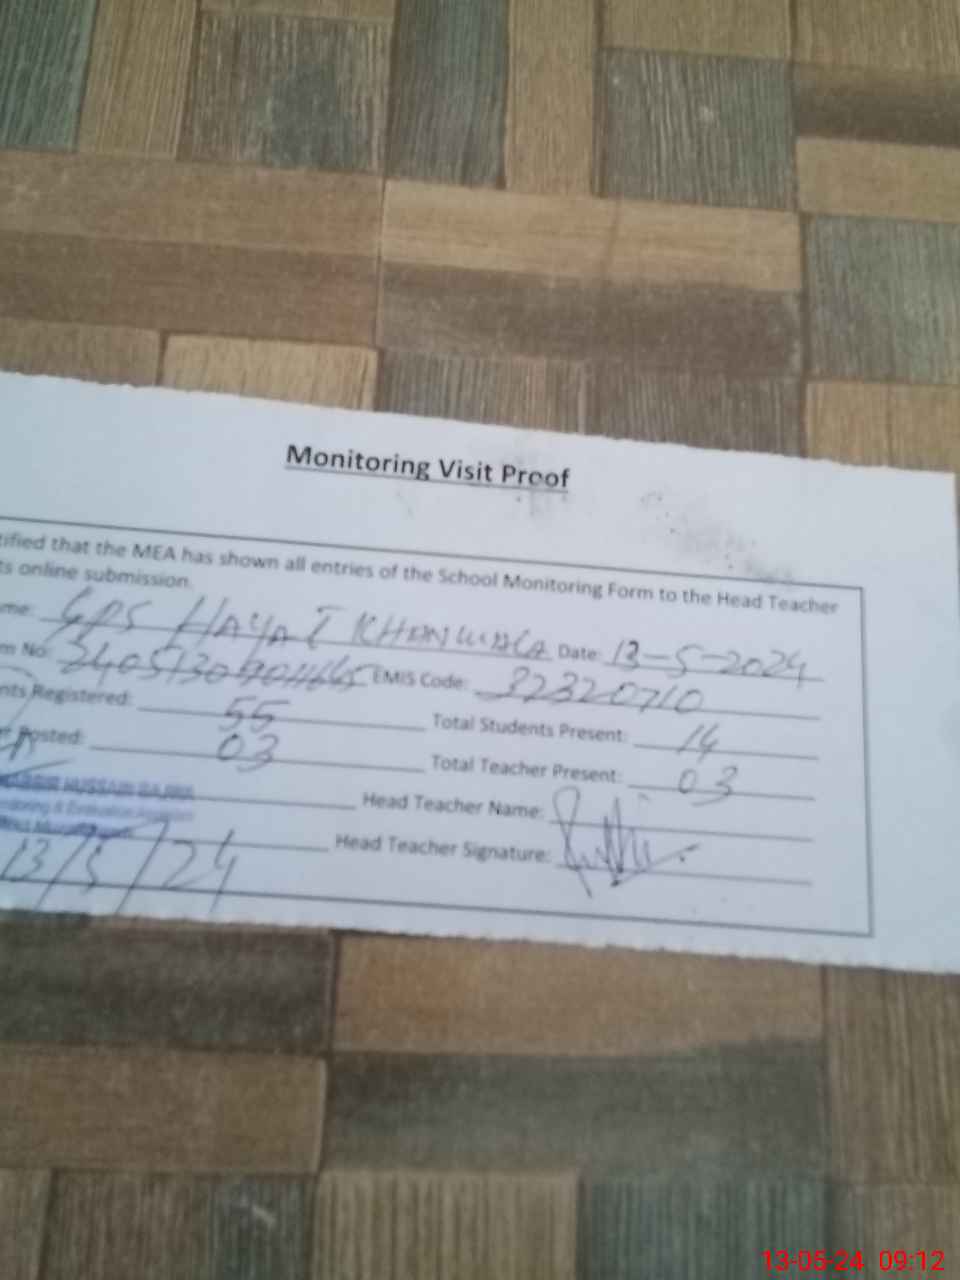 Monitoring Visit Proof
tified that the MEA has shown all entries of the School Monitoring Form to the Head Teacher
ts online submission.
me: GPS HAYAT KHANWALA Date: 13-5-2024
m No: EMIS Code: 32320710
nts Registered: 55 Total Students Present: 14
Posted: 03 Total Teacher Present: 03
HUSSAIN Head Teacher Name:
Head Teacher Signature:
13/5/24
13-05-24 09:12